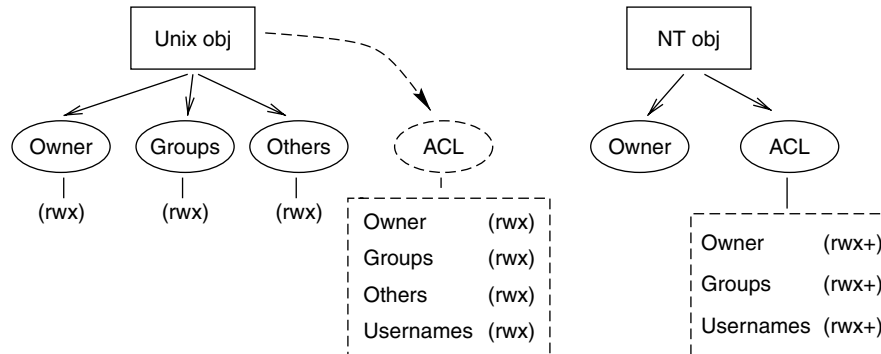 Unix obj
NT obj
Owner
Groups
Others
ACL
Owner
ACL
(rwx)
(rwx)
(rwx)
Owner (rwx)
Groups (rwx)
Others (rwx)
Usernames (rwx)
Owner (rwx+)
Groups (rwx+)
Usernames (rwx+)